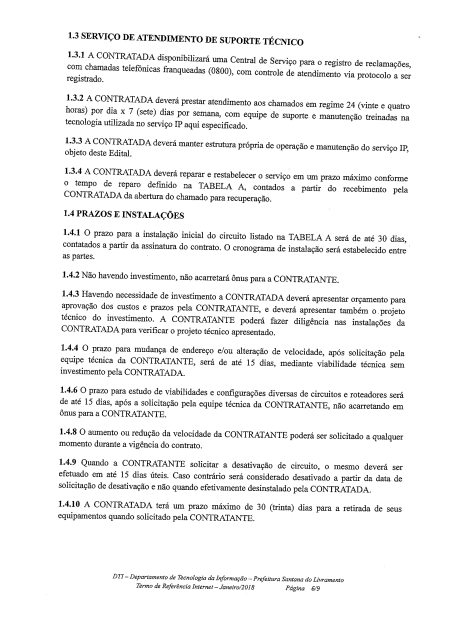 1.3 SERVIÇO DE ATENDIMENTO DE SUPORTE TÉCNICO
1.3.1 A CONTRATADA disponibilizará uma Central de Serviço para o registro de reclamações,
com chamadas telefônicas franqueadas (0800), com controle de atendimento via protocolo a ser
registrado.
1.3.2 A CONTRATADA deverá prestar atendimento aos chamados em regime 24 (vinte e quatro
horas) por dia x 7 (sete) dias por semana, com equipe de suporte e manutenção treinadas na
tecnologia utilizada no serviço IP aqui especificado.
1.3.3 A CONTRATADA deverá manter estrutura própria de operação e manutenção do serviço IP,
objeto deste Edital.
1.3.4 A CONTRATADA deverá reparar e restabelecer o serviço em um prazo máximo conforme
o tempo de reparo definido na TABELA A, contados a partir do recebimento pela
CONTRATADA da abertura do chamado para recuperação.
1.4 PRAZOS E INSTALAÇÕES
1.4.1 O prazo para a instalação inicial do circuito listado na TABELA A será de até 30 dias,
contatados a partir da assinatura do contrato. O cronograma de instalação será estabelecido entre
as partes.
1.4.2 Não havendo investimento, não acarretará ônus para a CONTRATANTE.
1.4.3 Havendo necessidade de investimento a CONTRATADA deverá apresentar orçamento para
aprovação dos custos e prazos pela CONTRATANTE, e deverá apresentar também o projeto
técnico do investimento. A CONTRATANTE poderá fazer diligência nas instalações da
CONTRATADA para verificar o projeto técnico apresentado.
1.4.4 O prazo para mudança de endereço e/ou alteração de velocidade, após solicitação pela
equipe técnica da CONTRATANTE, será de até 15 dias, mediante viabilidade técnica sem
investimento pela CONTRATADA.
1.4.6 O prazo para estudo de viabilidades e configurações diversas de circuitos e roteadores será
de até 15 dias, após a solicitação pela equipe técnica da CONTRATANTE, não acarretando em
ônus para a CONTRATANTE.
1.4.8 O aumento ou redução da velocidade da CONTRATANTE poderá ser solicitado a qualquer
momento durante a vigência do contrato.
1.4.9 Quando a CONTRATANTE solicitar a desativação de circuito, o mesmo deverá ser
efetuado em até 15 dias úteis. Caso contrário será considerado desativado a partir da data de
solicitação de desativação e não quando efetivamente desinstalado pela CONTRATADA.
1.4.10 A CONTRATADA terá um prazo máximo de 30 (trinta) dias para a retirada de seus
equipamentos quando solicitado pela CONTRATANTE.
DTI – Departamento de Tecnologia da Informação – Prefeitura Santana do Livramento
Termo de Referência Internet – Janeiro/2018 Página 6/9